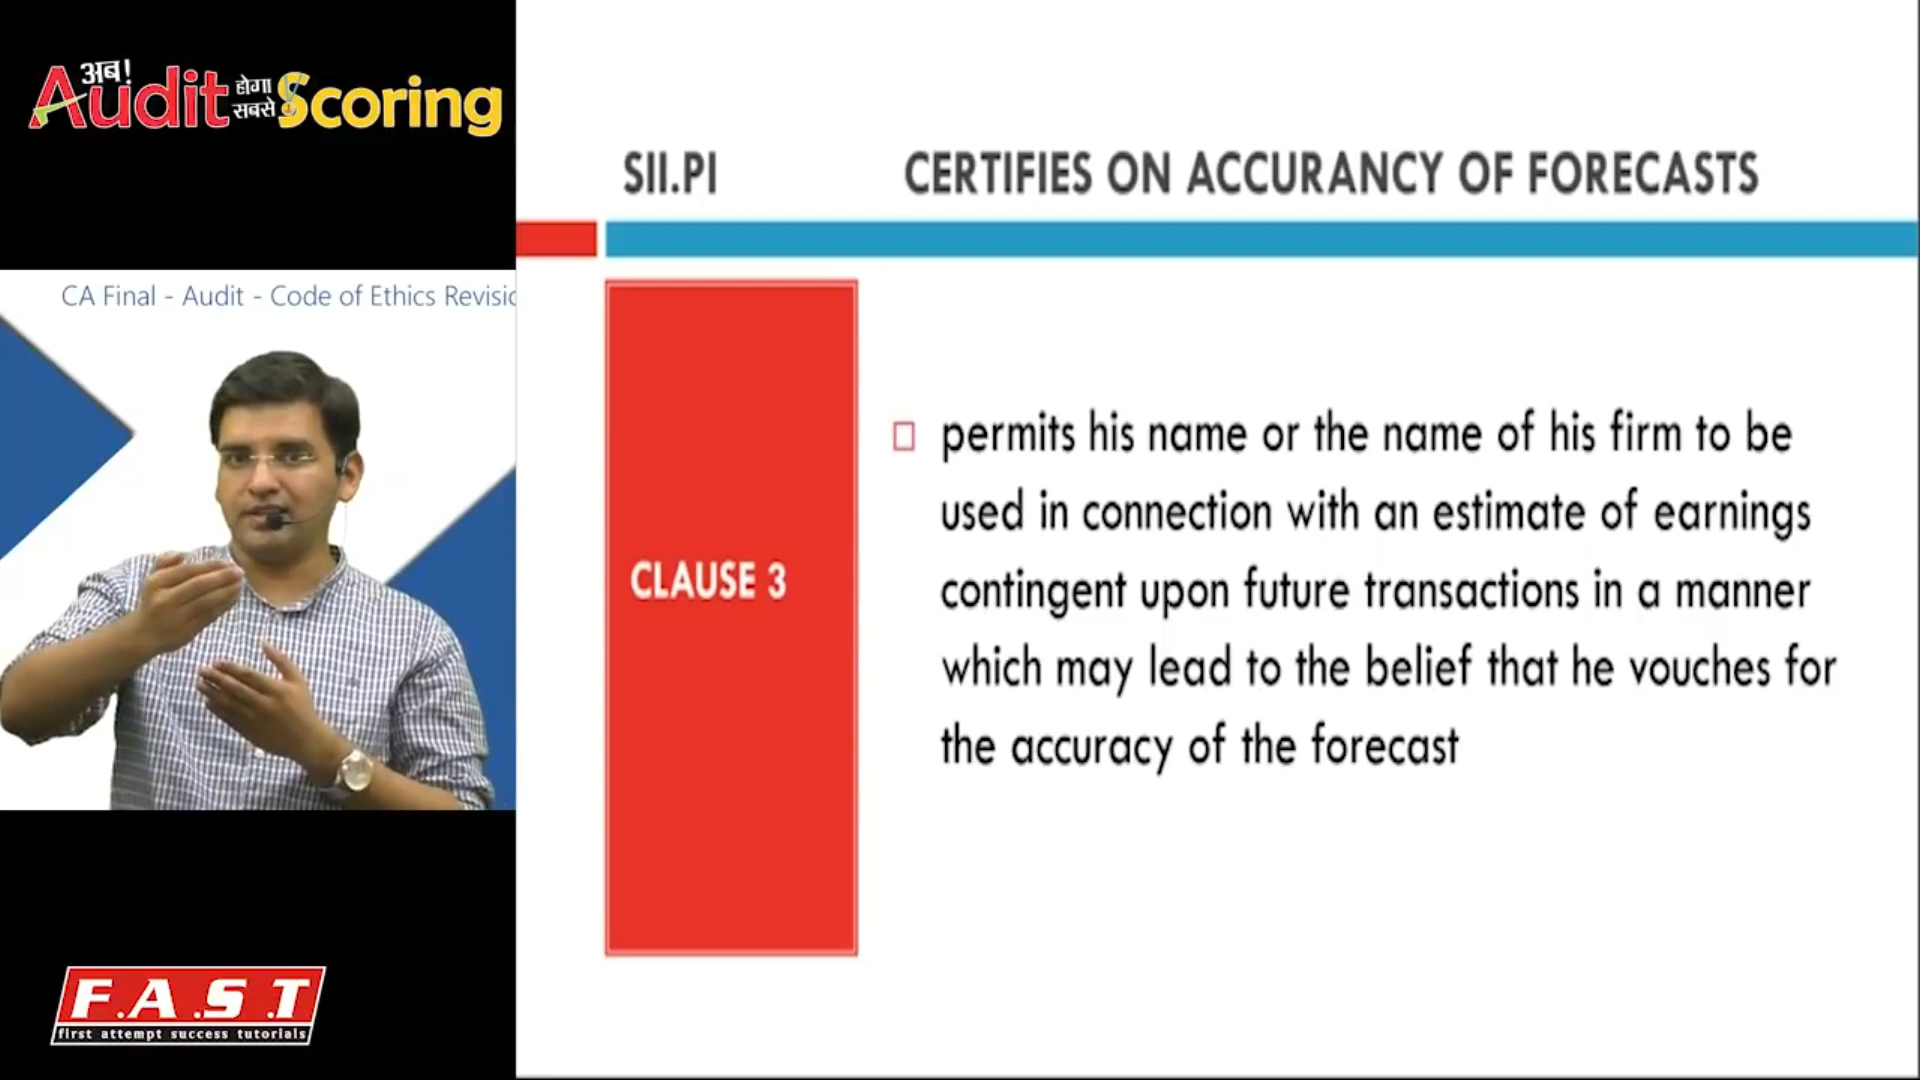 अब!
Audit होगा सबसे Scoring
CA Final - Audit - Code of Ethics Revisio
F.A.S.T
first attempt success tutorials
SII.PI CERTIFIES ON ACCURANCY OF FORECASTS
CLAUSE 3
permits his name or the name of his firm to be
used in connection with an estimate of earnings
contingent upon future transactions in a manner
which may lead to the belief that he vouches for
the accuracy of the forecast